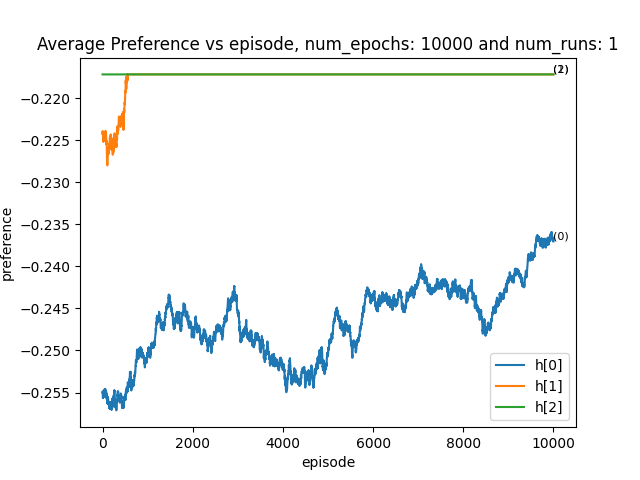 Average Preference vs episode, num_epochs: 10000 and num_runs: 1
preference
−0.220
−0.225
−0.230
−0.235
−0.240
−0.245
−0.250
−0.255
(0)
h[0]
h[1]
h[2]
0
2000
4000
6000
8000
10000
episode